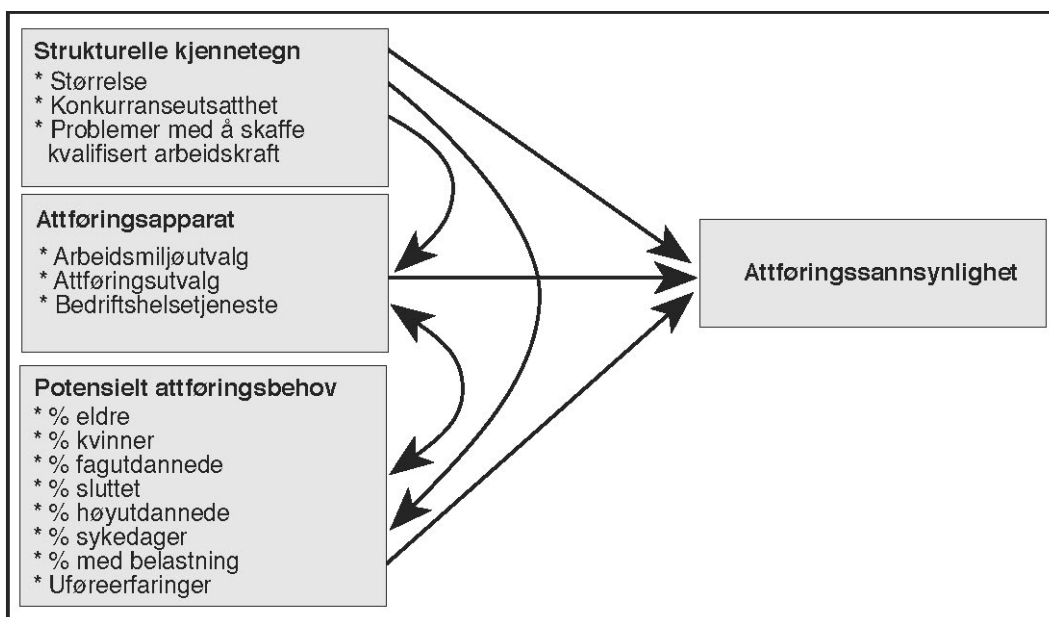 Strukturelle kjennetegn
* Størrelse
* Konkurranseutsatthet
* Problemer med å skaffe
kvalifisert arbeidskraft
Attføringsapparat
* Arbeidsmiljøutvalg
* Attføringsutvalg
* Bedriftshelsetjeneste
Potensielt attføringsbehov
* % eldre
* % kvinner
* % fagutdannede
* % sluttet
* % høyutdannede
* % sykedager
* % med belastning
* Uføreerfaringer
Attføringssannsynlighet